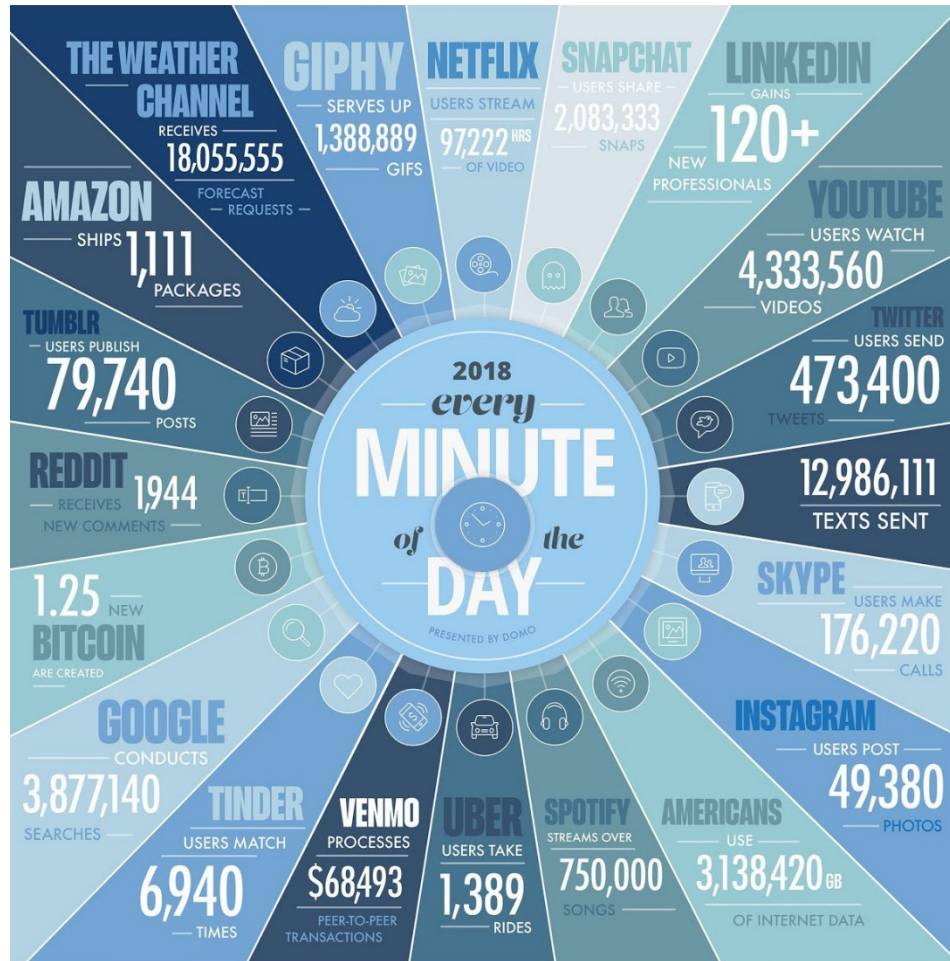 2018
every
MINUTE
of the
DAY
PRESENTED BY DOMO
THE WEATHER
CHANNEL
RECEIVES
18,055,555
FORECAST
REQUESTS
GIPHY
SERVES UP
1,388,889
GIFS
NETFLIX
USERS STREAM
97,222 HRS
OF VIDEO
SNAPCHAT
USERS SHARE
2,083,333
SNAPS
LINKEDIN
GAINS
120+
NEW
PROFESSIONALS
YOUTUBE
USERS WATCH
4,333,560
VIDEOS
TWITTER
USERS SEND
473,400
TWEETS
12,986,111
TEXTS SENT
SKYPE
USERS MAKE
176,220
CALLS
INSTAGRAM
USERS POST
49,380
PHOTOS
AMERICANS
USE
3,138,420 GB
OF INTERNET DATA
SPOTIFY
STREAMS OVER
750,000
SONGS
UBER
USERS TAKE
1,389
RIDES
VENMO
PROCESSES
$68,493
PEER-TO-PEER
TRANSACTIONS
TINDER
USERS MATCH
6,940
TIMES
GOOGLE
CONDUCTS
3,877,140
SEARCHES
1.25 NEW
BITCOIN
ARE CREATED
REDDIT
RECEIVES 1,944
NEW COMMENTS
TUMBLR
USERS PUBLISH
79,740
POSTS
AMAZON
SHIPS 1,111
PACKAGES